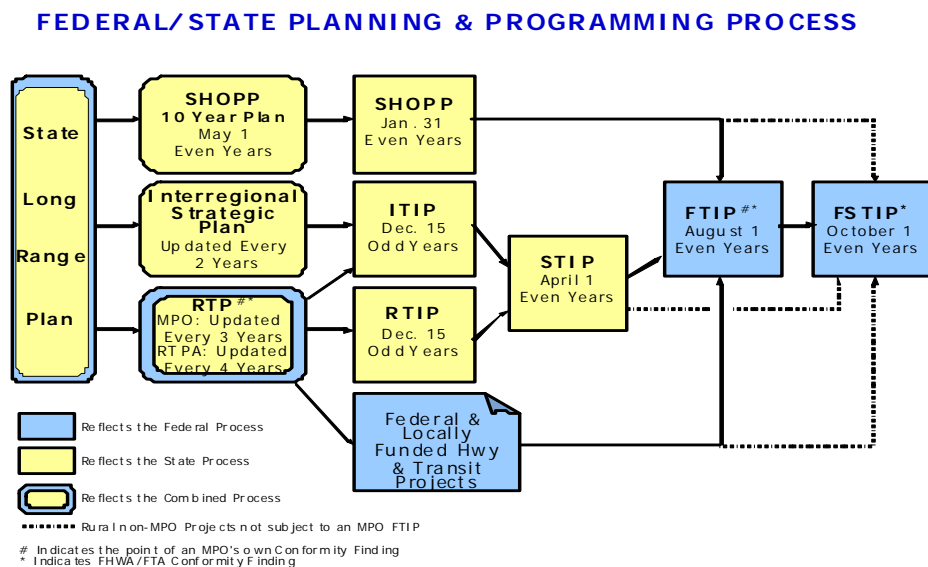 FEDERAL/STATE PLANNING & PROGRAMMING PROCESS
State
Long
Range
Plan
SHOPP
10 Year Plan
May 1
Even Years
SHOPP
Jan. 31
Even Years
Interregional
Strategic
Plan
Updated Every
2 Years
ITIP
Dec. 15
Odd Years
RTP #*
MPO: Updated
Every 3 Years
RTPA: Updated
Every 4 Years
RTIP
Dec. 15
Odd Years
STIP
April 1
Even Years
FTIP #*
August 1
Even Years
FSTIP*
October 1
Even Years
Federal &
Locally
Funded Hwy
& Transit
Projects
Reflects the Federal Process
Reflects the State Process
Reflects the Combined Process
Rural non-MPO Projects not subject to an MPO FTIP
# Indicates the point of an MPO's own Conformity Finding
* Indicates FHWA/FTA Conformity Finding